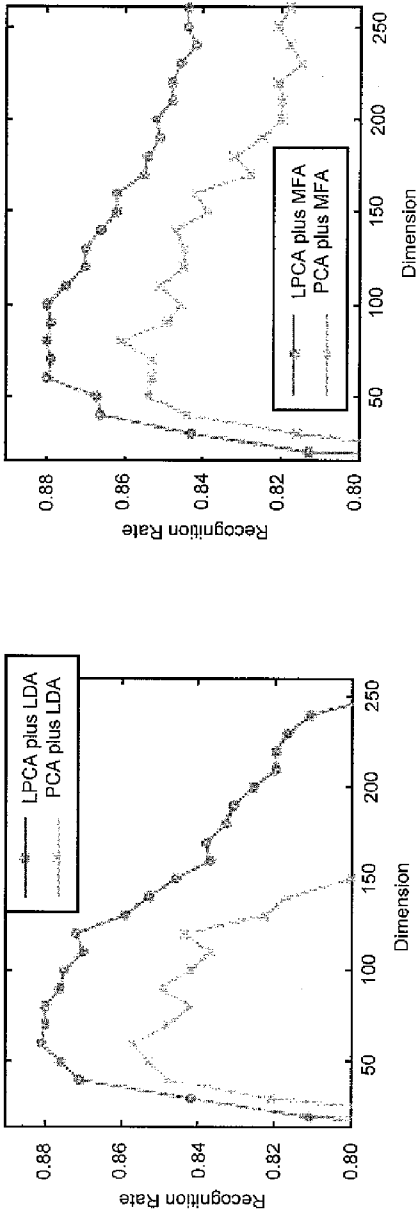 LPCA plus LDA
PCA plus LDA
Recognition Rate
0.88
0.86
0.84
0.82
0.80
50
100
150
200
250
Dimension
LPCA plus MFA
PCA plus MFA
Recognition Rate
0.88
0.86
0.84
0.82
0.80
50
100
150
200
250
Dimension